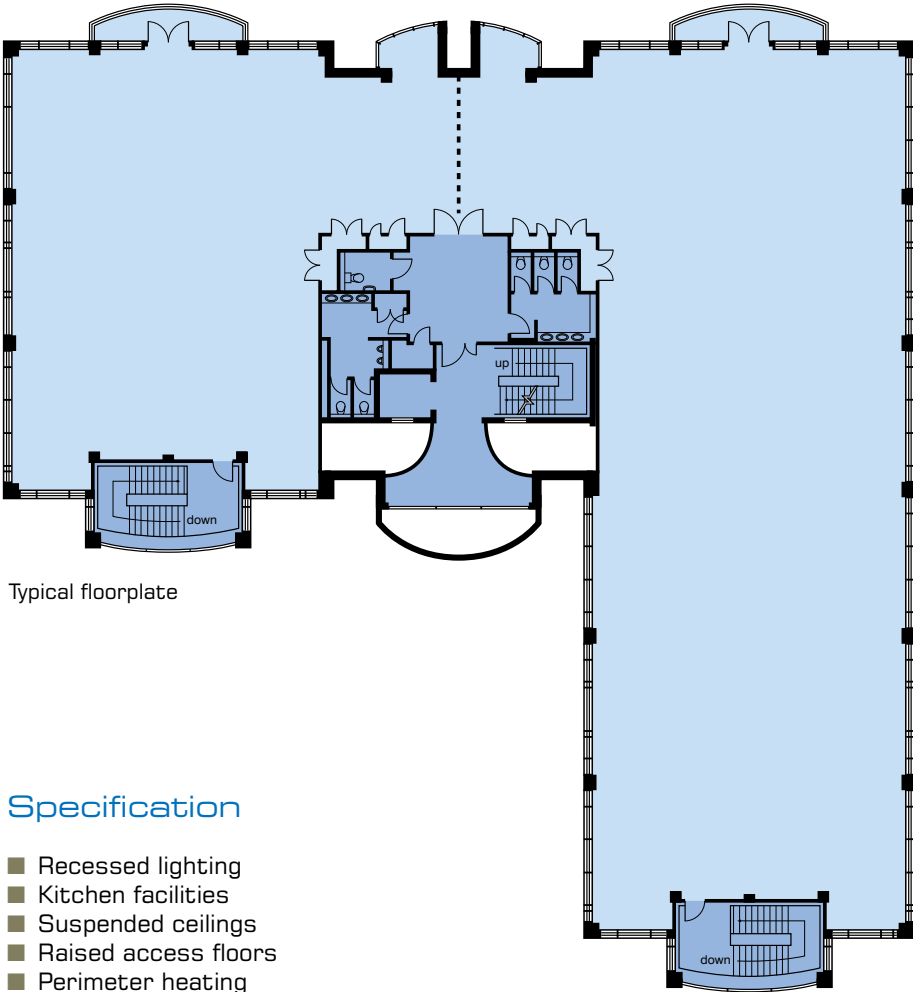 up
down
Typical floorplate
Specification
Recessed lighting
Kitchen facilities
Suspended ceilings
Raised access floors
Perimeter heating
down